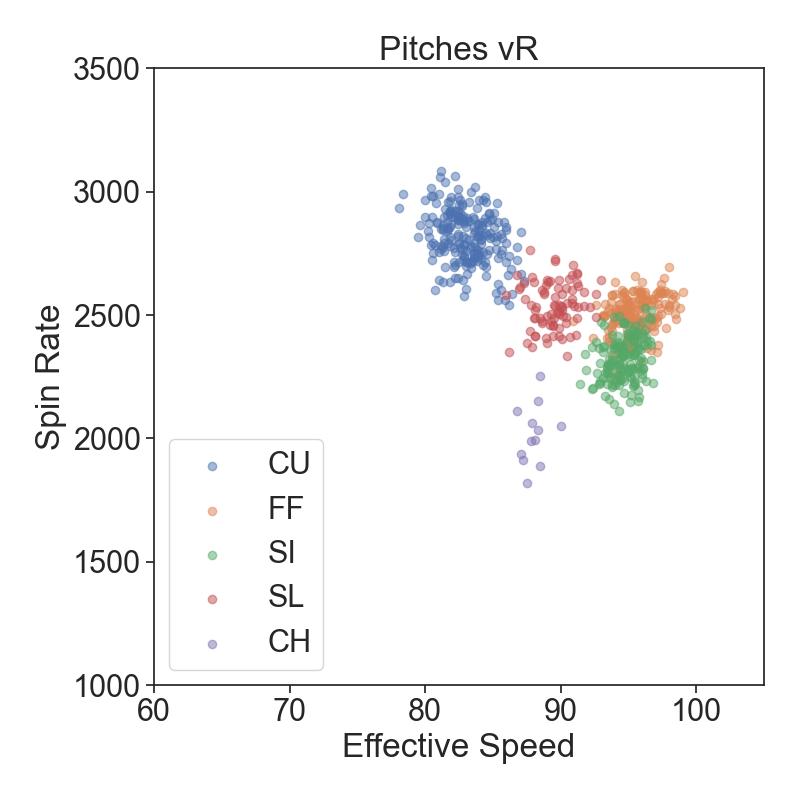 Pitches vR
3500
3000
2500
2000
1500
1000
Spin Rate
CU
FF
SI
SL
CH
60 70 80 90 100
Effective Speed